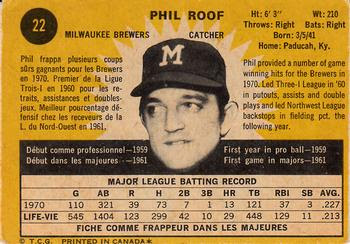 22
PHIL ROOF
MILWAUKEE BREWERS
CATCHER
Ht: 6' 3" Wt: 210
Throws: Right Bats: Right
Born: 3/5/41
Home: Paducah, Ky.
Phil frappa plusieurs coups
sûrs gagnants pour les Brewers
en 1970. Premier de la Ligue
Trois-I en 1960 pour les retraits,
assistances et doubles-jeux.
Meilleur pourcentage
défensif chez les receveurs de la
L. du Nord-Ouest en 1961.
M
Phil provided a number of game
winning hits for the Brewers in
1970. Led Three-I League in '60
in putouts, assists and double
plays and led Northwest League
backstops in fielding pct. the
following season.
Début comme professionnel—1959
Début dans les majeures —1961
First year in pro ball—1959
First game in majors—1961
MAJOR LEAGUE BATTING RECORD
G AB R H 2B 3B HR TB RBI SB AVG.
1970 110 321 39 73 7 1 13 121 37 3 .227
LIFE-VIE 545 1404 123 299 42 10 29 448 129 11 .213
FICHE COMME FRAPPEUR DANS LES MAJEURES
© T.C.G. PRINTED IN CANADA*